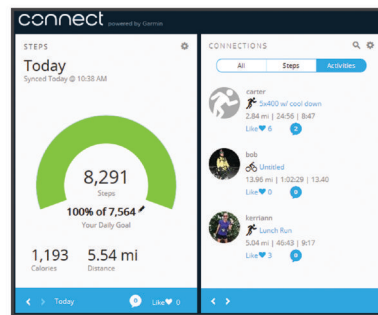 connect powered by Garmin
STEPS
Today
Synced Today @ 10:38 AM
8,291
Steps
100% of 7,564
Your Daily Goal
1,193
Calories
5.54 mi
Distance
< > Today 0 Like 0
CONNECTIONS
All Steps Activities
carter
5x400 w/ cool down
2.84 mi | 24:56 | 8:47
Like 6 2
bob
Untitled
13.96 mi | 1:02:29 | 13.40
Like 0 0
kerriann
Lunch Run
5.04 mi | 46:43 | 9:17
Like 3 0
< >